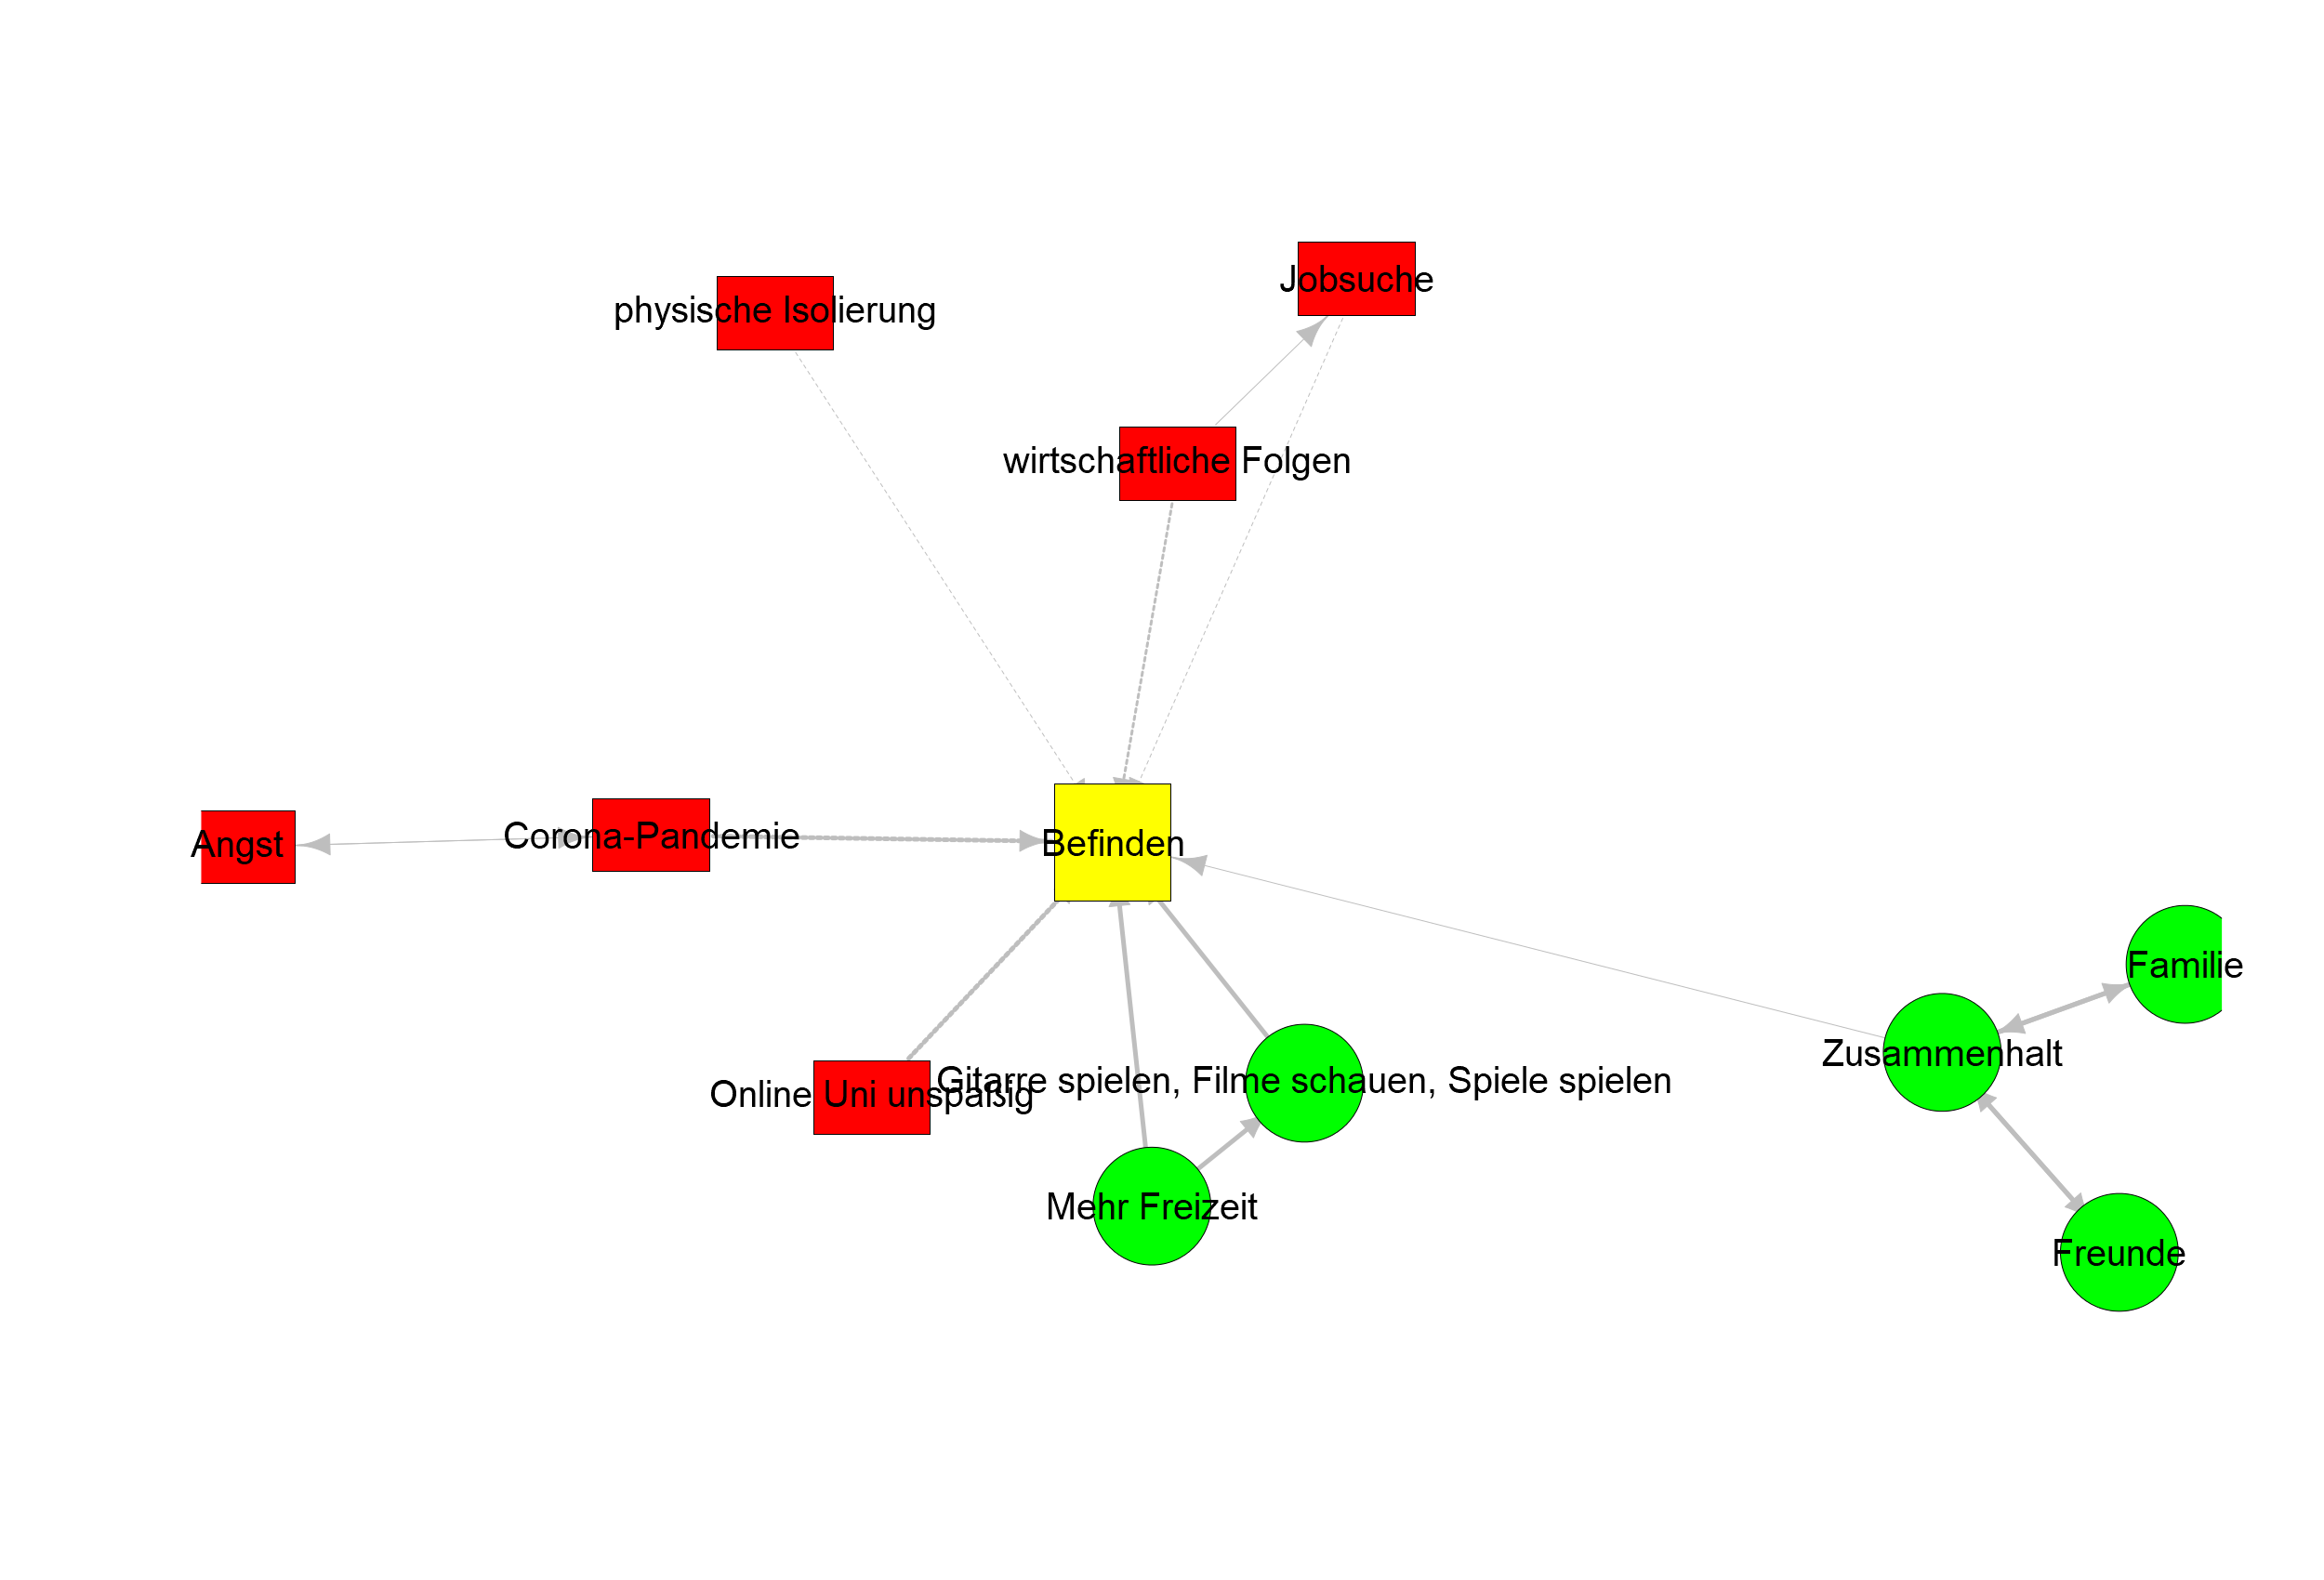 Jobsuche
physische Isolierung
wirtschaftliche Folgen
Corona-Pandemie
Befinden
Angst
Familie
Zusammenhalt
Gitarre spielen, Filme schauen, Spiele spielen
Online Uni unspaßig
Mehr Freizeit
Freunde